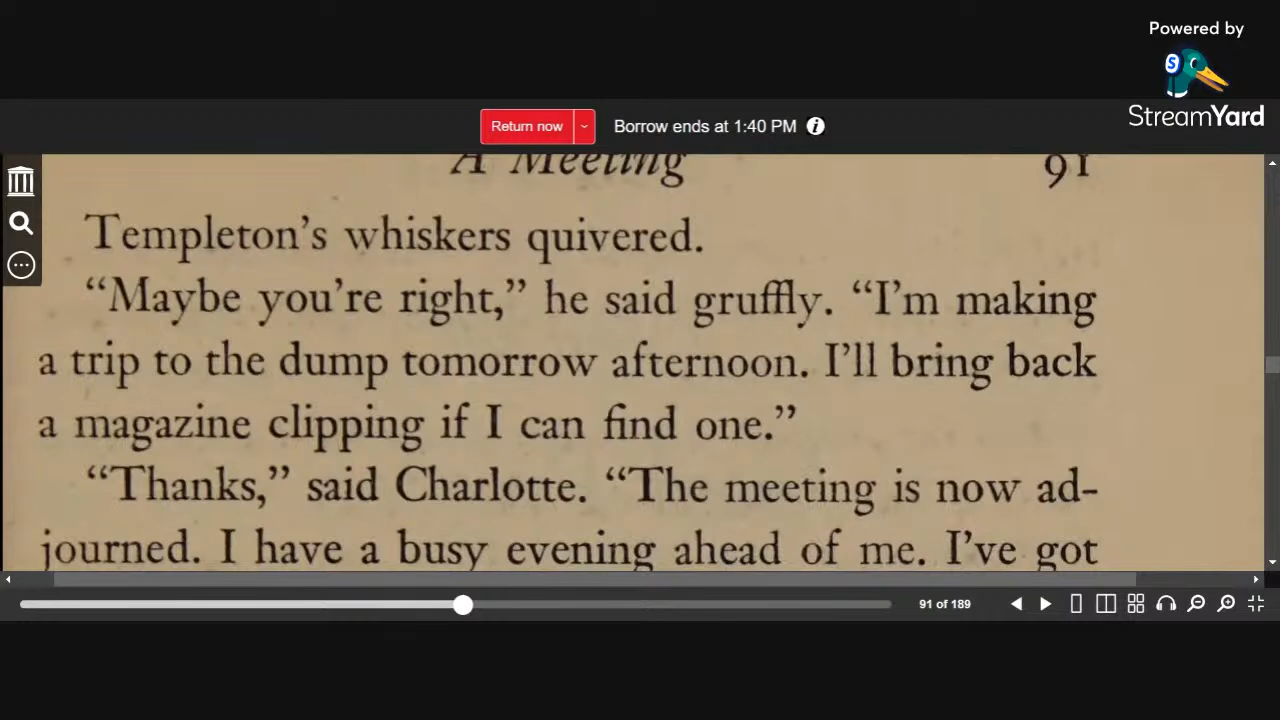 Powered by
StreamYard
Return now
Borrow ends at 1:40 PM
A Meeting 91
Templeton’s whiskers quivered.
“Maybe you’re right,” he said gruffly. “I’m making
a trip to the dump tomorrow afternoon. I’ll bring back
a magazine clipping if I can find one.”
“Thanks,” said Charlotte. “The meeting is now ad-
journed. I have a busy evening ahead of me. I’ve got
91 of 189